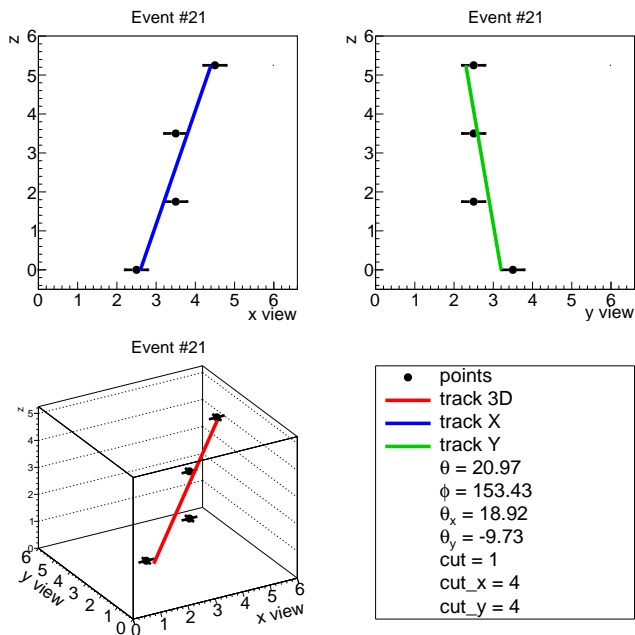 Event #21
z
6
5
4
3
2
1
0
0 1 2 3 4 5 6
x view
Event #21
z
6
5
4
3
2
1
0
0 1 2 3 4 5 6
y view
Event #21
z
5
4
3
2
1
0
6 5 4 3 2 1 0
y view
0 1 2 3 4 5 6
x view
points
track 3D
track X
track Y
θ = 20.97
ϕ = 153.43
θx = 18.92
θy = -9.73
cut = 1
cut_x = 4
cut_y = 4